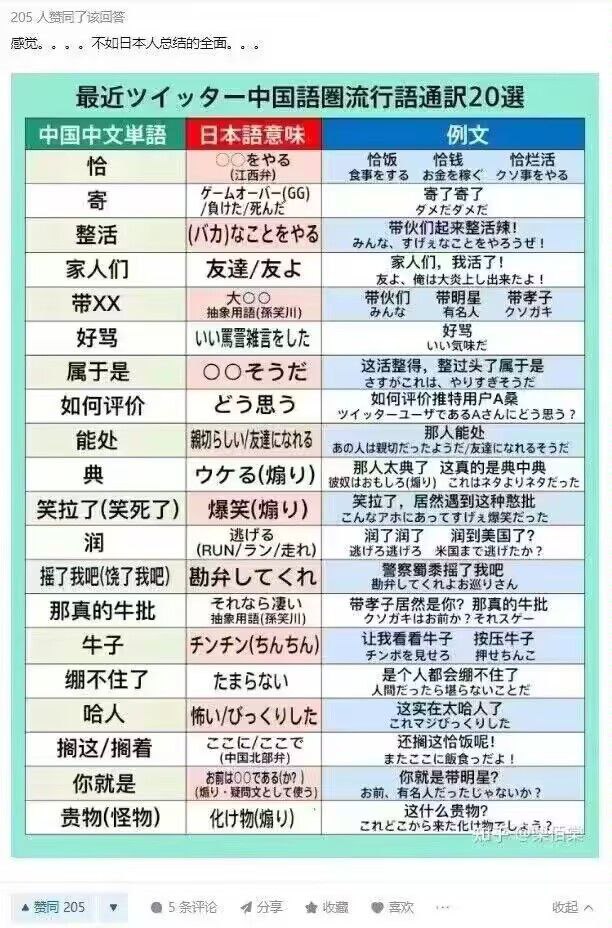 205 人赞同了该回答
感觉。。。。不如日本人总结的全面。。。
最近ツイッター中国語圏流行語通訳20選
中国中文単語 日本語意味 例文
恰 ○○をやる 恰饭 恰钱 恰烂活
(江西弁) 食事をする お金を稼ぐ クソ事をやる
寄 ゲームオーバー(GG) 寄了寄了
/負けた/死んだ ダメだダメだ
整活 (バカ)なことをやる 带伙们起来整活辣！
みんな、すげぇなことをやろうぜ！
家人们 友達/友よ 家人们，我活了！
友よ、俺は大炎上し出来たよ！
带XX 大○○ 带伙们 带明星 带孝子
抽象用語(孫笑川) みんな 有名人 クソガキ
好骂 いい罵詈雑言をした 好骂
いい気味だ
属于是 ○○そうだ 这活整得，整过头了属于是
さすがこれは、やりすぎそうだ
如何评价 どう思う 如何评价推特用户A桑
ツイッターユーザであるAさんにどう思う？
能处 親切らしい/友達になれる 那人能处
あの人は親切だったようだ/友達になれるそうだ
典 ウケる(煽り) 那人太典了 这真的是典中典
彼奴はおもしろ(煽り) これはネタよりネタだった
笑拉了(笑死了) 爆笑(煽り) 笑拉了，居然遇到这种憨批
こんなアホにあってすげぇ爆笑だった
润 逃げる 润了润了 润到美国了?
(RUN/ラン/走れ) 逃げろ逃げろ 米国まで逃げたか？
摇了我吧(饶了我吧) 勘弁してくれ 警察蜀黍摇了我吧
勘弁してくれよお巡りさん
那真的牛批 それなら凄い 带孝子居然是你？那真的牛批
抽象用語(孫笑川) クソガキはお前か？それスゲー
牛子 チンチン(ちんちん) 让我看看牛子 按压牛子
チンポを見せろ 押せちんこ
绷不住了 たまらない 是个人都会绷不住了
人間だったら堪らないことだ
哈人 怖い/びっくりした 这实在太哈人了
これマジびっくりした
搁这/搁着 ここに/ここで 还搁这恰饭呢！
(中国北部弁) またここに飯食っだよ！
你就是 お前は○○である(か？) 你就是带明星？
(煽り・疑問文として使う) お前、有名人だったじゃないか？
贵物(怪物) 化け物(煽り) 这什么贵物?
これどこから来た化け物でしょう？
知乎
赞同 205 5 条评论 分享 收藏 喜欢 ··· 收起